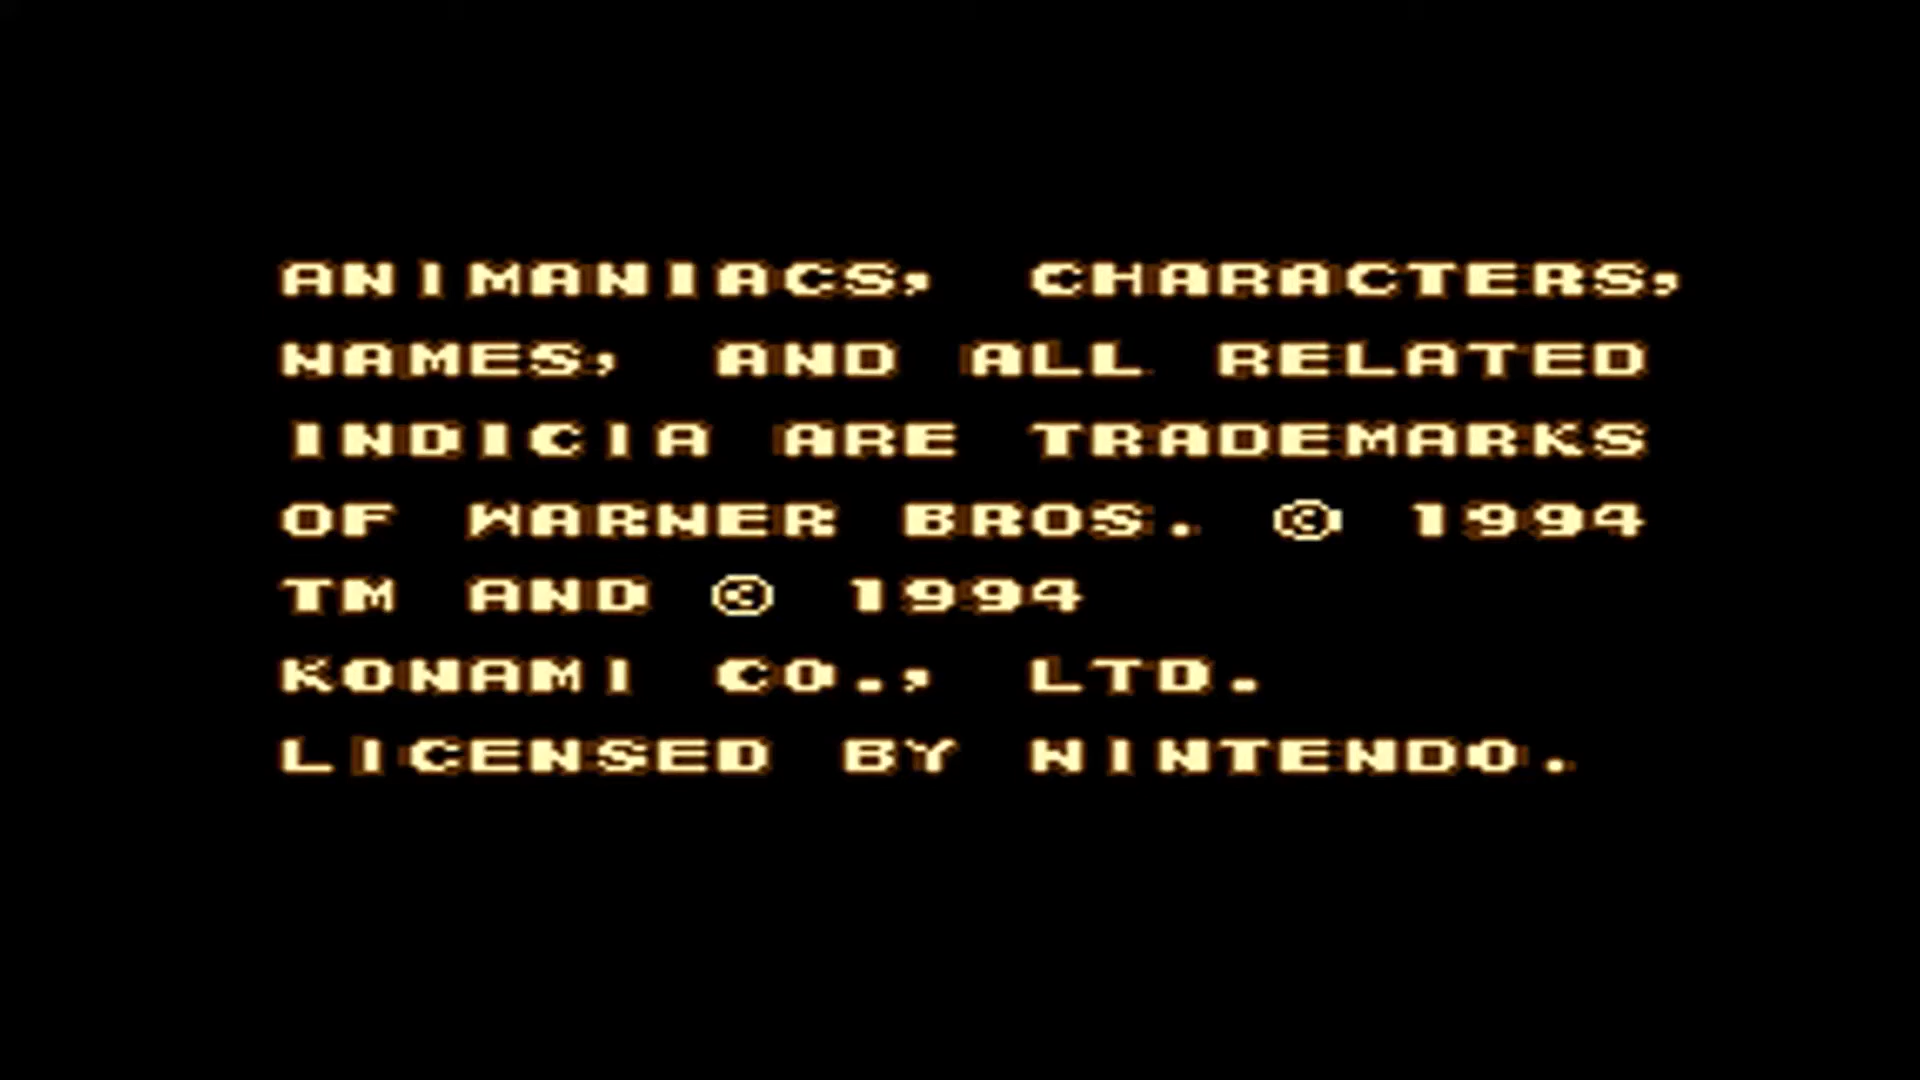 ANIMANIACS, CHARACTERS,
NAMES, AND ALL RELATED
INDICIA ARE TRADEMARKS
OF WARNER BROS. © 1994
TM AND © 1994
KONAMI CO., LTD.
LICENSED BY NINTENDO.